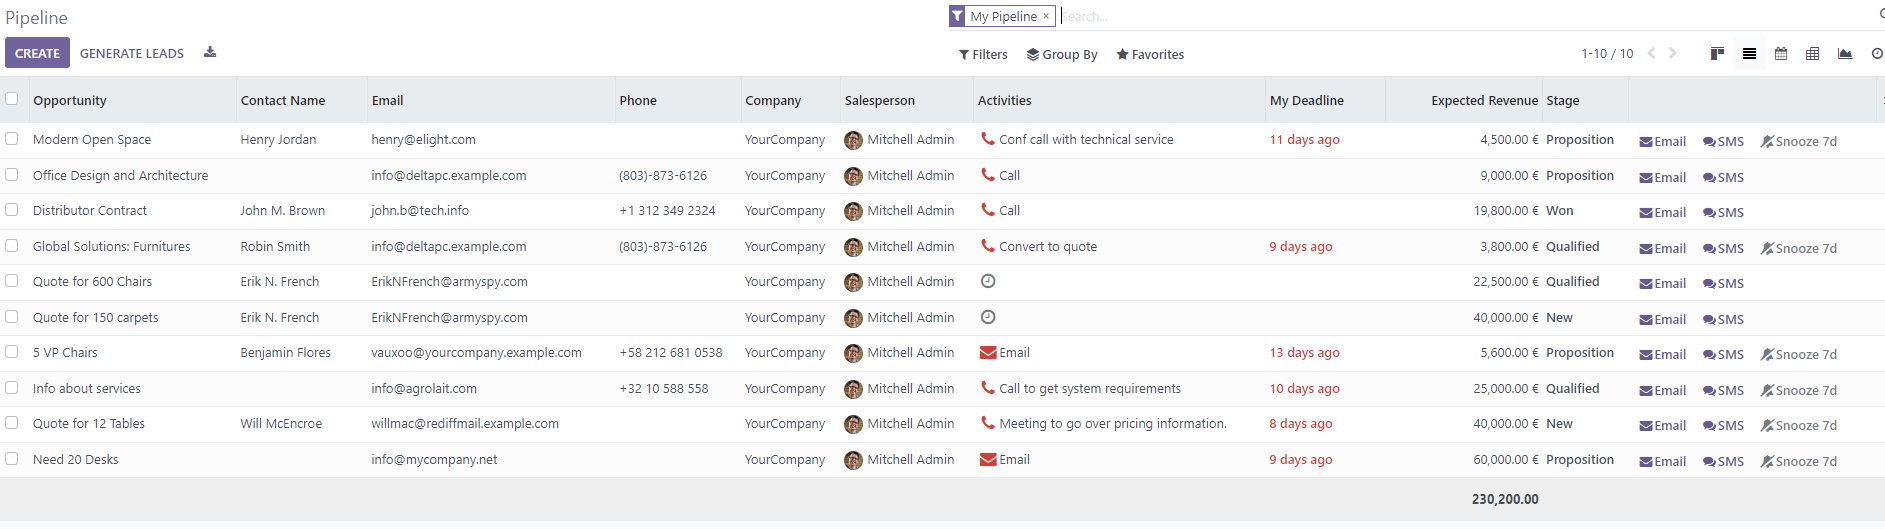 Pipeline
My Pipeline × Search...
CREATE GENERATE LEADS Filters Group By Favorites 1-10 / 10
Opportunity Contact Name Email Phone Company Salesperson Activities My Deadline Expected Revenue Stage
Modern Open Space Henry Jordan henry@elight.com YourCompany Mitchell Admin Conf call with technical service 11 days ago 4,500.00 € Proposition Email SMS Snooze 7d
Office Design and Architecture info@deltapc.example.com (803)-873-6126 YourCompany Mitchell Admin Call 9,000.00 € Proposition Email SMS
Distributor Contract John M. Brown john.b@tech.info +1 312 349 2324 YourCompany Mitchell Admin Call 19,800.00 € Won Email SMS
Global Solutions: Furnitures Robin Smith info@deltapc.example.com (803)-873-6126 YourCompany Mitchell Admin Convert to quote 9 days ago 3,800.00 € Qualified Email SMS Snooze 7d
Quote for 600 Chairs Erik N. French ErikNFrench@armyspy.com YourCompany Mitchell Admin 22,500.00 € Qualified Email SMS
Quote for 150 carpets Erik N. French ErikNFrench@armyspy.com YourCompany Mitchell Admin 40,000.00 € New Email SMS
5 VP Chairs Benjamin Flores vauxoo@yourcompany.example.com +58 212 681 0538 YourCompany Mitchell Admin Email 13 days ago 5,600.00 € Proposition Email SMS Snooze 7d
Info about services info@agrolait.com +32 10 588 558 YourCompany Mitchell Admin Call to get system requirements 10 days ago 25,000.00 € Qualified Email SMS Snooze 7d
Quote for 12 Tables Will McEncroe willmac@rediffmail.example.com YourCompany Mitchell Admin Meeting to go over pricing information. 8 days ago 40,000.00 € New Email SMS Snooze 7d
Need 20 Desks info@mycompany.net YourCompany Mitchell Admin Email 9 days ago 60,000.00 € Proposition Email SMS Snooze 7d
230,200.00